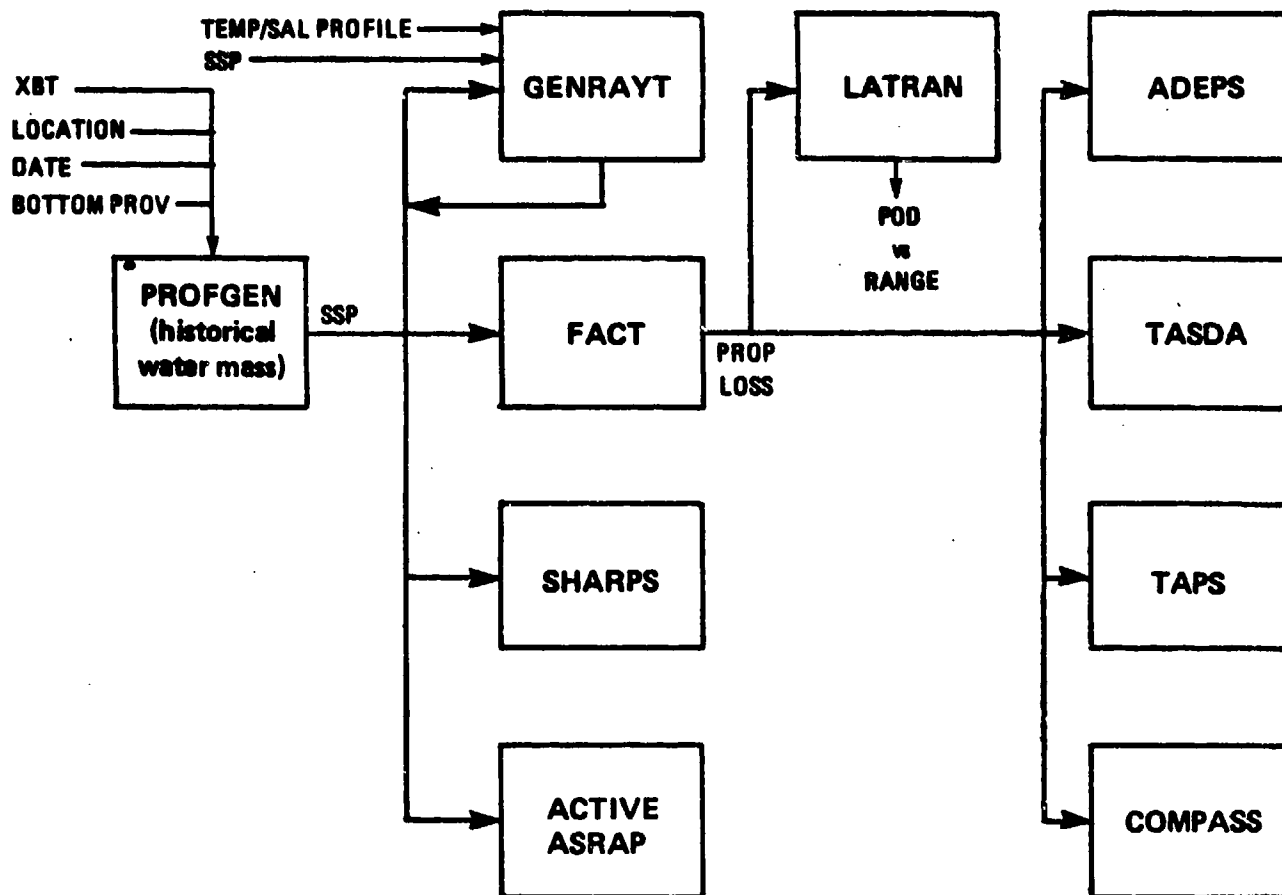 TEMP/SAL PROFILE
SSP
XBT
LOCATION
DATE
BOTTOM PROV
PROFGEN
(historical
water mass)
SSP
GENRAYT
FACT
SHARPS
ACTIVE
ASRAP
PROP
LOSS
LATRAN
POD
vs
RANGE
ADEPS
TASDA
TAPS
COMPASS